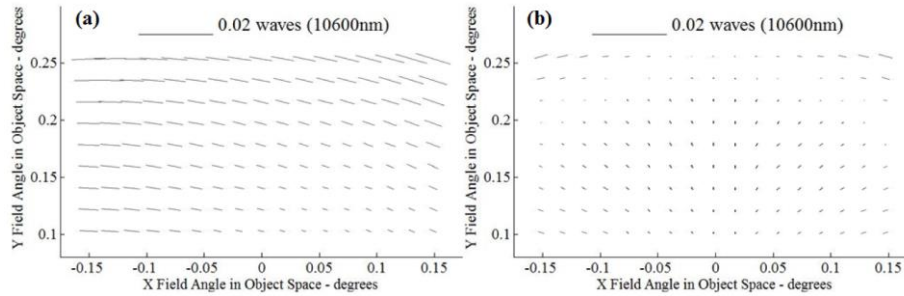 (a)
0.02 waves (10600nm)
Y Field Angle in Object Space - degrees
0.25
0.2
0.15
0.1
-0.15 -0.1 -0.05 0 0.05 0.1 0.15
X Field Angle in Object Space - degrees
(b)
0.02 waves (10600nm)
Y Field Angle in Object Space - degrees
0.25
0.2
0.15
0.1
-0.15 -0.1 -0.05 0 0.05 0.1 0.15
X Field Angle in Object Space - degrees